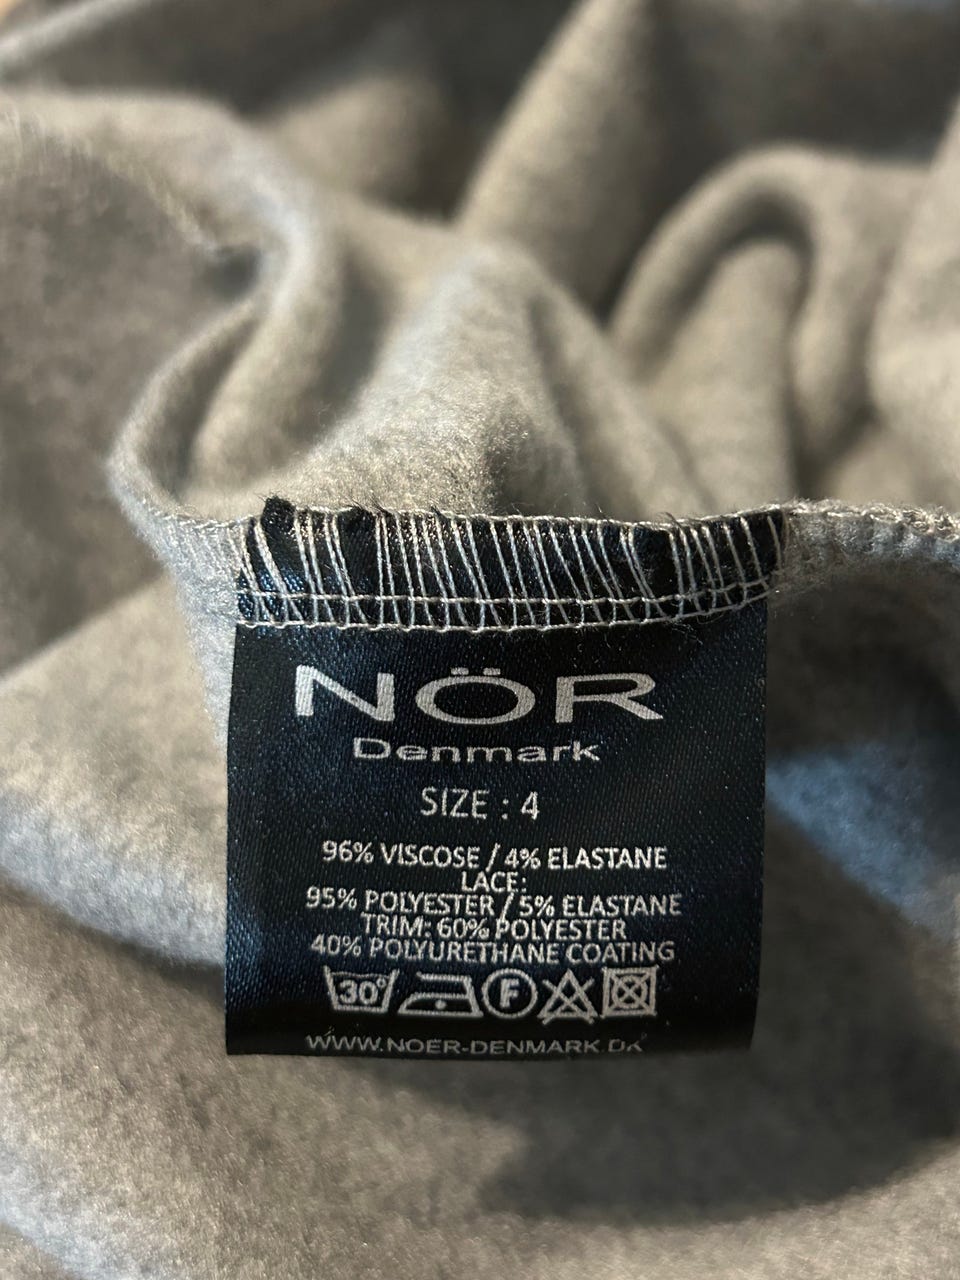 NÖR
Denmark
SIZE : 4
96% VISCOSE / 4% ELASTANE
LACE:
95% POLYESTER / 5% ELASTANE
TRIM: 60% POLYESTER
40% POLYURETHANE COATING
30° F
WWW.NOER-DENMARK.DK